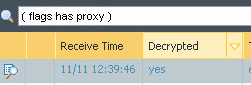 ( flags has proxy )
Receive Time Decrypted
11/11 12:39:46 yes